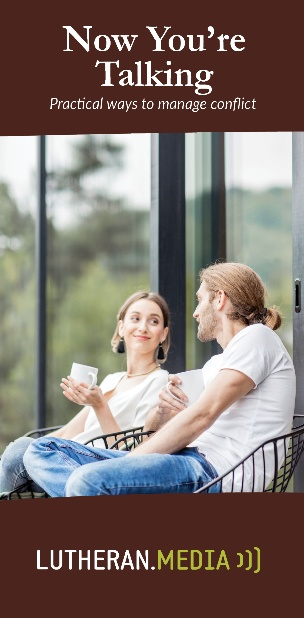 Now You’re
Talking
Practical ways to manage conflict
LUTHERAN.MEDIA